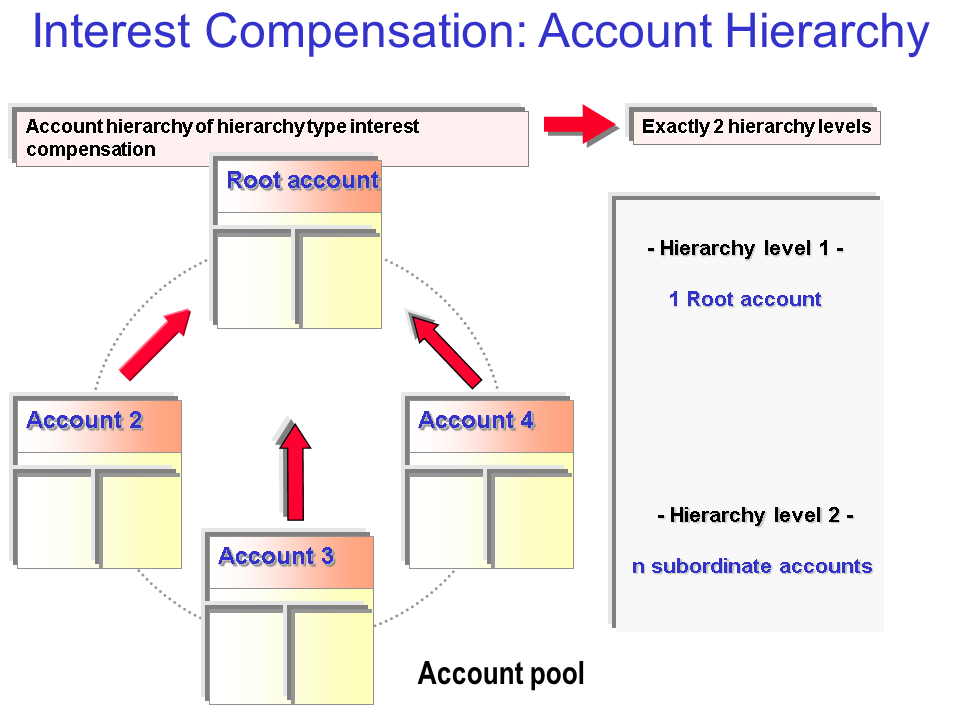 Interest Compensation: Account Hierarchy
Account hierarchy of hierarchy type interest
compensation
Exactly 2 hierarchy levels
Root account
- Hierarchy level 1 -
1 Root account
Account 2
Account 4
- Hierarchy level 2 -
n subordinate accounts
Account 3
Account pool